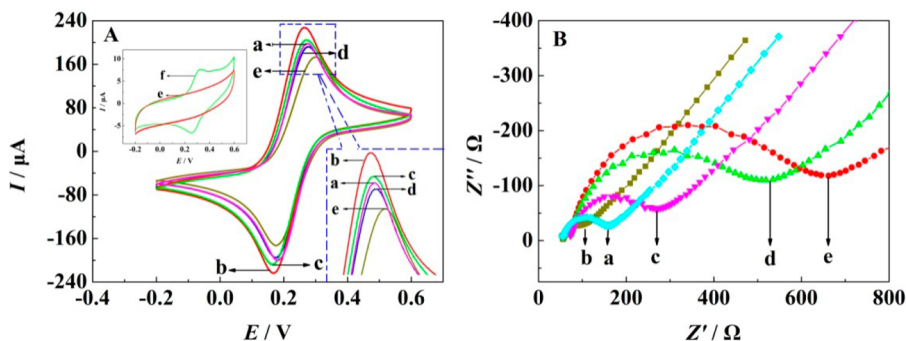 A
240
160
80
0
-80
-160
-240
I / μA
-0.4
-0.2
0.0
0.2
0.4
0.6
E / V
a
d
e
b
c
10
5
0
-5
I / μA
f
e
-0.2
0.0
0.2
0.4
0.6
E / V
b
c
a
d
e
B
-400
-300
-200
-100
0
Z'' / Ω
b
a
c
d
e
0
200
400
600
800
Z' / Ω